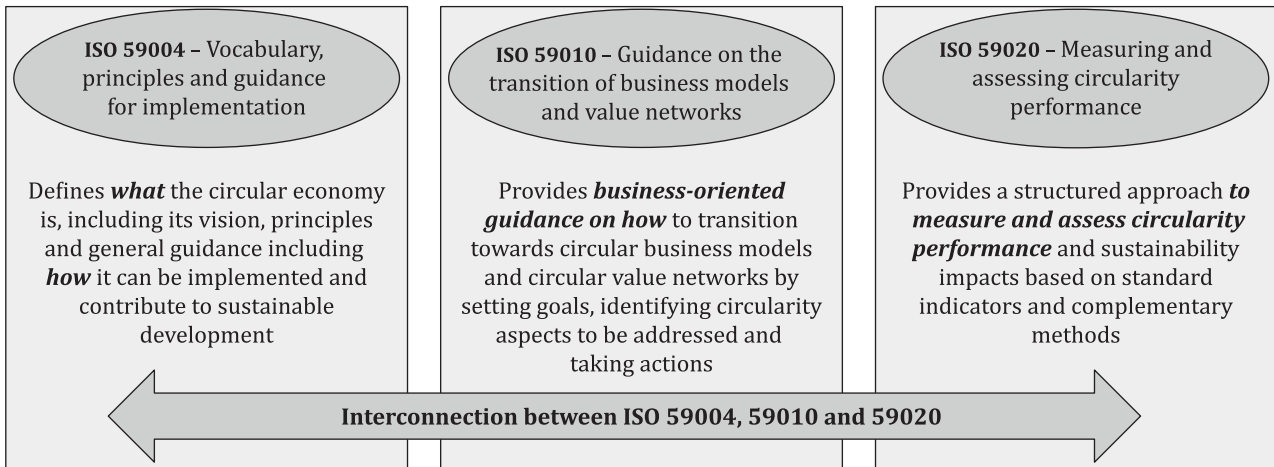 ISO 59004 – Vocabulary,
principles and guidance
for implementation
Defines what the circular economy
is, including its vision, principles
and general guidance including
how it can be implemented and
contribute to sustainable
development
ISO 59010 – Guidance on the
transition of business models
and value networks
Provides business-oriented
guidance on how to transition
towards circular business models
and circular value networks by
setting goals, identifying circularity
aspects to be addressed and
taking actions
ISO 59020 – Measuring and
assessing circularity
performance
Provides a structured approach to
measure and assess circularity
performance and sustainability
impacts based on standard
indicators and complementary
methods
Interconnection between ISO 59004, 59010 and 59020